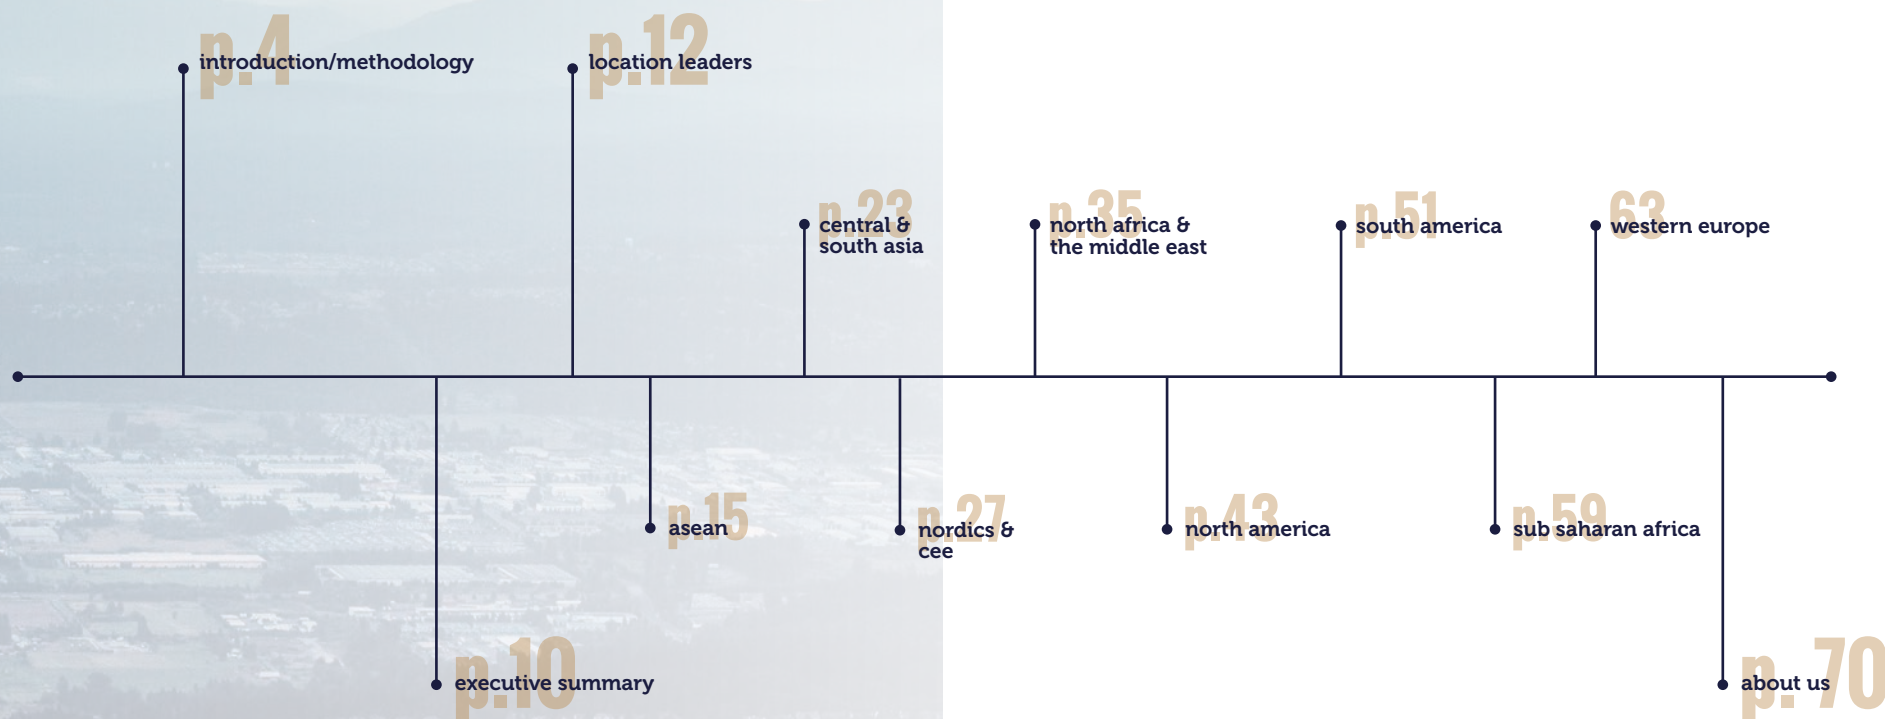 p.4
introduction/methodology
p.12
location leaders
p.23
central &
south asia
p.35
north africa &
the middle east
p.51
south america
63
western europe
p.15
asean
p.27
nordics &
cee
p.43
north america
p.59
sub saharan africa
p.10
executive summary
p. 70
about us